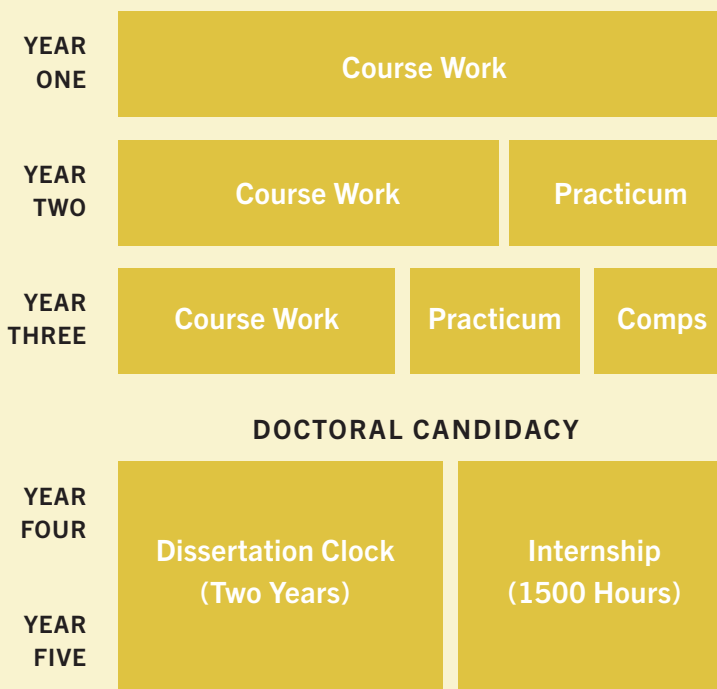 YEAR
ONE
Course Work
YEAR
TWO
Course Work
Practicum
YEAR
THREE
Course Work
Practicum
Comps
DOCTORAL CANDIDACY
YEAR
FOUR
Dissertation Clock
(Two Years)
Internship
(1500 Hours)
YEAR
FIVE